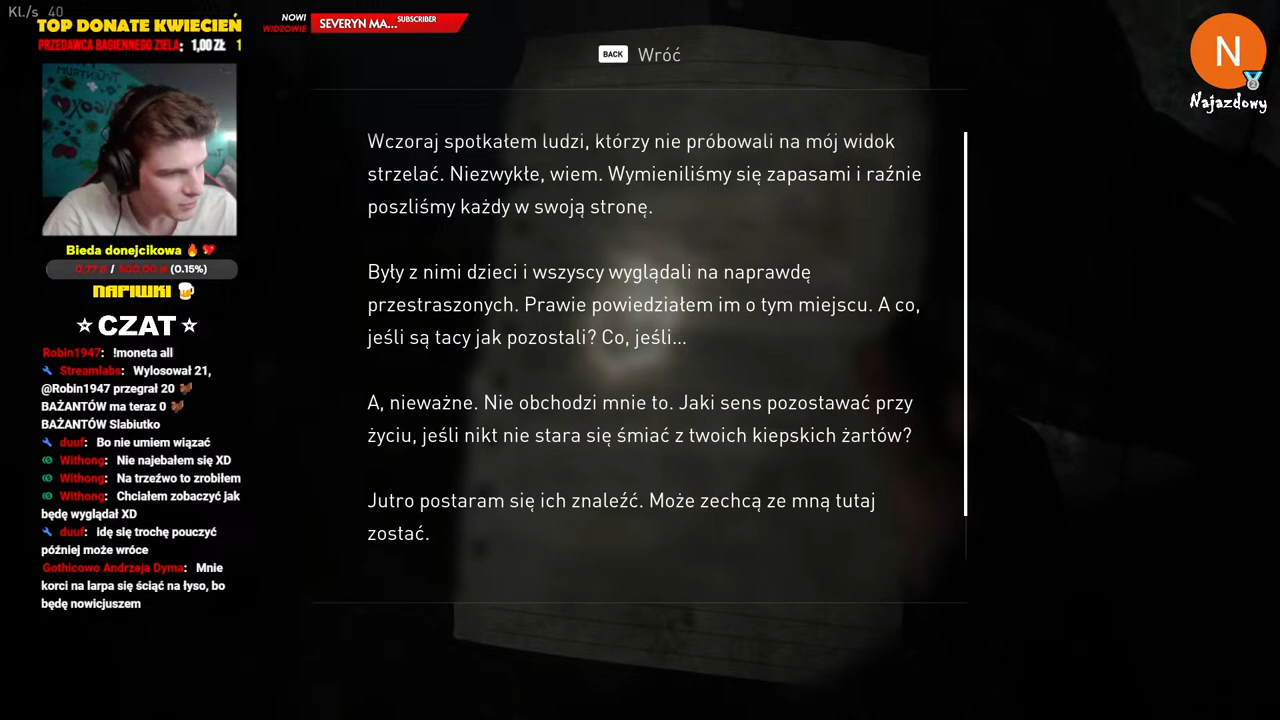 Kl./s 40
TOP DONATE KWIECIEŃ
PRZEDAWCA BAGIENNEGO ZIELA: 1,00 ZŁ 1
NOWI
WIDZOWIE
SEVERYN MA... SUBSCRIBER
BACK Wróć
N
Najazdowy
Wczoraj spotkałem ludzi, którzy nie próbowali na mój widok
strzelać. Niezwykłe, wiem. Wymieniliśmy się zapasami i raźnie
poszliśmy każdy w swoją stronę.
Były z nimi dzieci i wszyscy wyglądali na naprawdę
przestraszonych. Prawie powiedziałem im o tym miejscu. A co,
jeśli są tacy jak pozostali? Co, jeśli...
A, nieważne. Nie obchodzi mnie to. Jaki sens pozostawać przy
życiu, jeśli nikt nie stara się śmiać z twoich kiepskich żartów?
Jutro postaram się ich znaleźć. Może zechcą ze mną tutaj
zostać.
Bieda donejcikowa 🔥💖
0,77 zł / 500,00 zł (0.15%)
NAPIWKI 🍺
☆ CZAT ☆
Robin1947: !moneta all
Streamlabs: Wylosował 21,
@Robin1947 przegrał 20 🦃
BAŻANTÓW ma teraz 0 🦃
BAŻANTÓW Slabiutko
duuf: Bo nie umiem wiązać
Withong: Nie najebałem się XD
Withong: Na trzeźwo to zrobiłem
Withong: Chciałem zobaczyć jak
będę wyglądał XD
duuf: idę się trochę pouczyć
później może wróce
Gothicowo Andrzeja Dyma: Mnie
korci na larpa się ściąć na łyso, bo
będę nowicjuszem